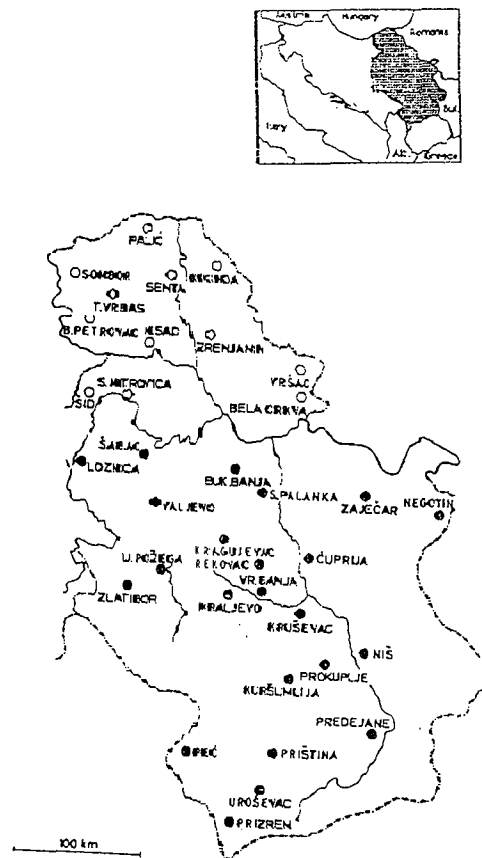 Austria
Hungary
Romania
Bul.
Italy
Alb.
Greece
PALIĆ
SOMBOR
SENTA
KIKINDA
T.VRBAS
B.PETROVAC
N.SAD
ZRENJANIN
S.MITROVICA
VRŠAC
ŠID
BELA CRKVA
ŠABAC
LOZNICA
BUK.BANJA
S.PALANKA
ZAJEČAR
VALJEVO
NEGOTIN
KRAGUJEVAC
U.POŽEGA
REKOVAC
ĆUPRIJA
VR.BANJA
ZLATIBOR
KRALJEVO
KRUŠEVAC
NIŠ
PROKUPLJE
KURŠUMLIJA
PREDEJANE
PEĆ
PRIŠTINA
UROŠEVAC
PRIZREN
100 km